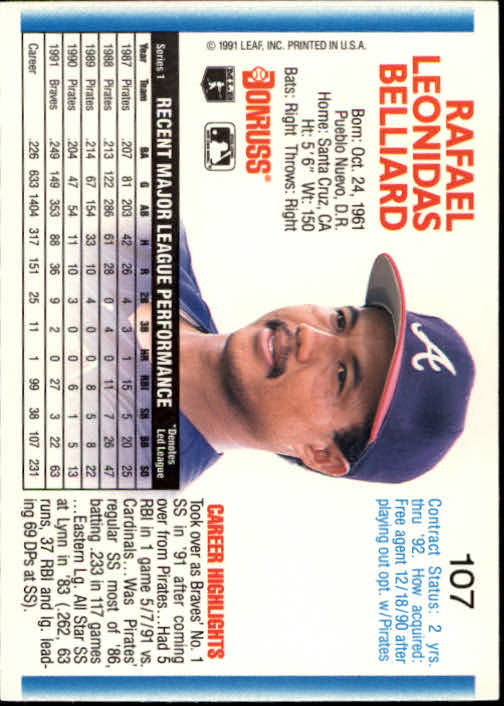 RAFAEL
LEONIDAS
BELLIARD
Born: Oct. 24, 1961
Pueblo Nuevo, D.R.
Home: Santa Cruz, CA
Ht: 5'6" Wt: 150
Bats: Right Throws: Right
DONRUSS
© 1991 LEAF, INC. PRINTED IN U.S.A.
A
107
Contract Status: 2 yrs.
thru '92. How acquired:
Free agent 12/18/90 after
playing out opt. w/Pirates
CAREER HIGHLIGHTS
Took over as Braves' No. 1
SS in '91 after coming
over from Pirates...Had 5
RBI in 1 game 5/7/91 vs.
Cardinals...Was Pirates'
regular SS most of '86,
batting .233 in 117 games
...Eastern Lg. All Star SS
at Lynn in '83 (.262, 63
runs, 37 RBI and lg. lead-
ing 69 DPs at SS).
Series 1 RECENT MAJOR LEAGUE PERFORMANCE *Denotes Led League
Year Team BA G AB H R 2B 3B HR RBI SB BB SO
1987 Pirates .207 81 203 42 26 4 3 1 15 5 20 25
1988 Pirates .213 122 286 61 28 0 4 0 11 7 26 47
1989 Pirates .214 67 154 33 10 4 0 0 8 5 8 22
1990 Pirates .204 47 54 11 10 3 0 0 6 1 5 13
1991 Braves .249 149 353 88 36 9 2 0 27 3 22 63
Career .226 633 1404 317 151 25 11 1 99 38 107 231